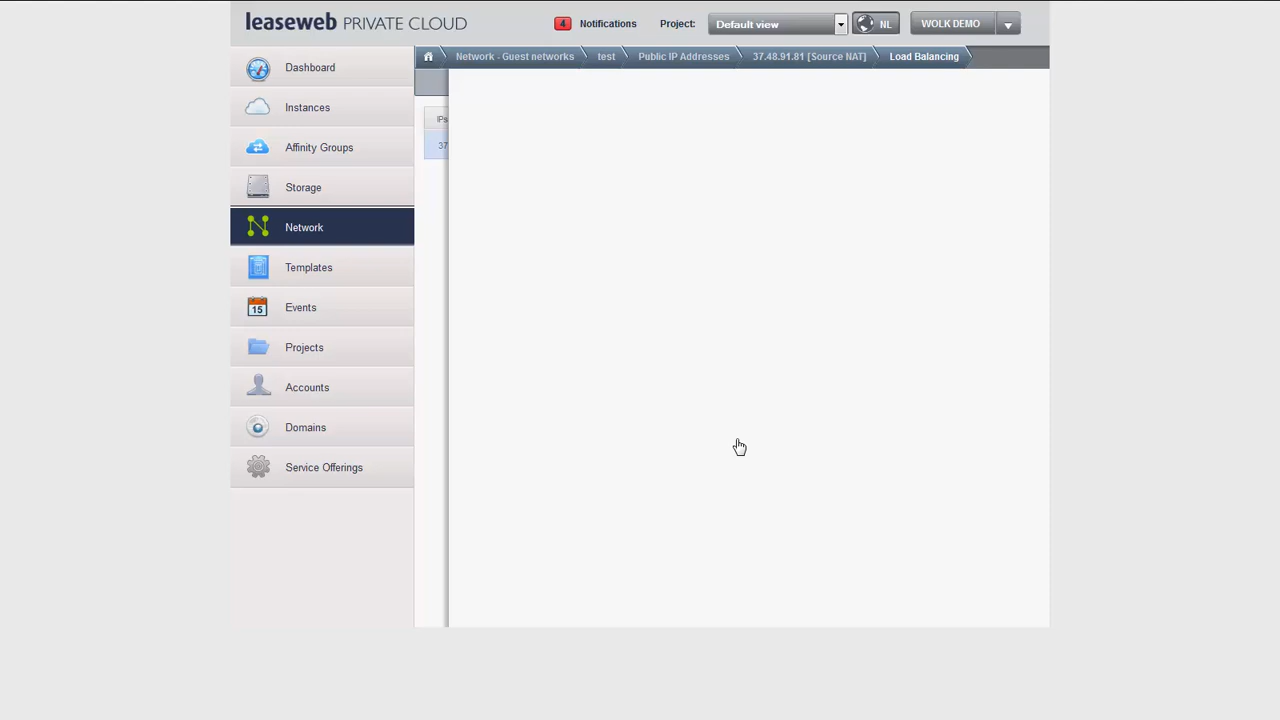 leaseweb PRIVATE CLOUD
4 Notifications Project: Default view NL WOLK DEMO
Network - Guest networks test Public IP Addresses 37.48.91.81 [Source NAT] Load Balancing
Dashboard
Instances
IPs
Affinity Groups
37
Storage
Network
Templates
15 Events
Projects
Accounts
Domains
Service Offerings